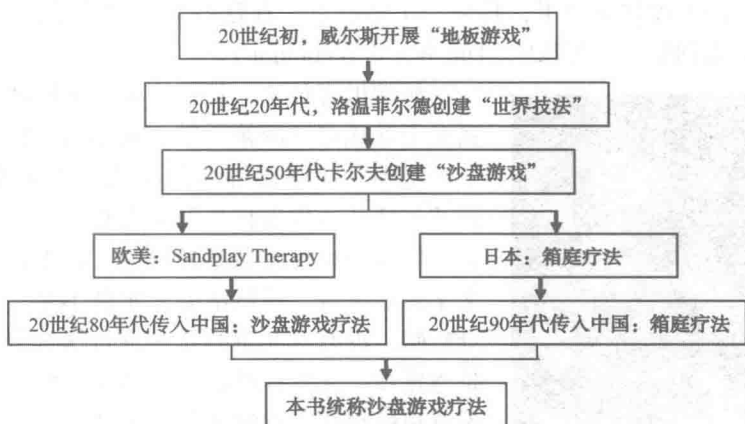 20世纪初，威尔斯开展“地板游戏”
20世纪20年代，洛温菲尔德创建“世界技法”
20世纪50年代卡尔夫创建“沙盘游戏”
欧美：Sandplay Therapy
日本：箱庭疗法
20世纪80年代传入中国：沙盘游戏疗法
20世纪90年代传入中国：箱庭疗法
本书统称沙盘游戏疗法